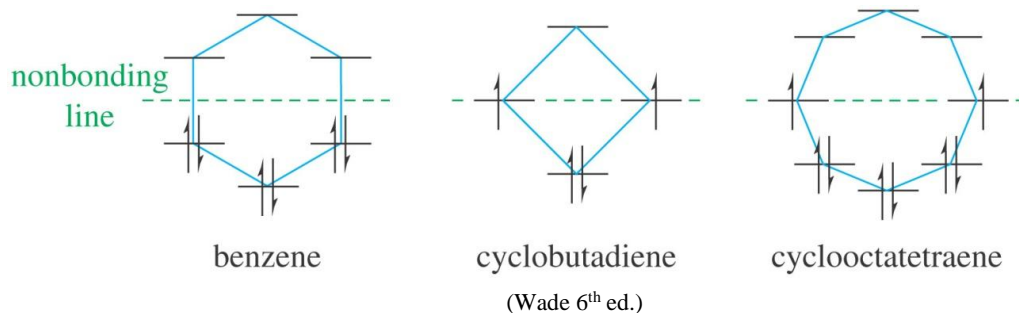 nonbonding
line
benzene
cyclobutadiene
cyclooctatetraene
(Wade 6th ed.)